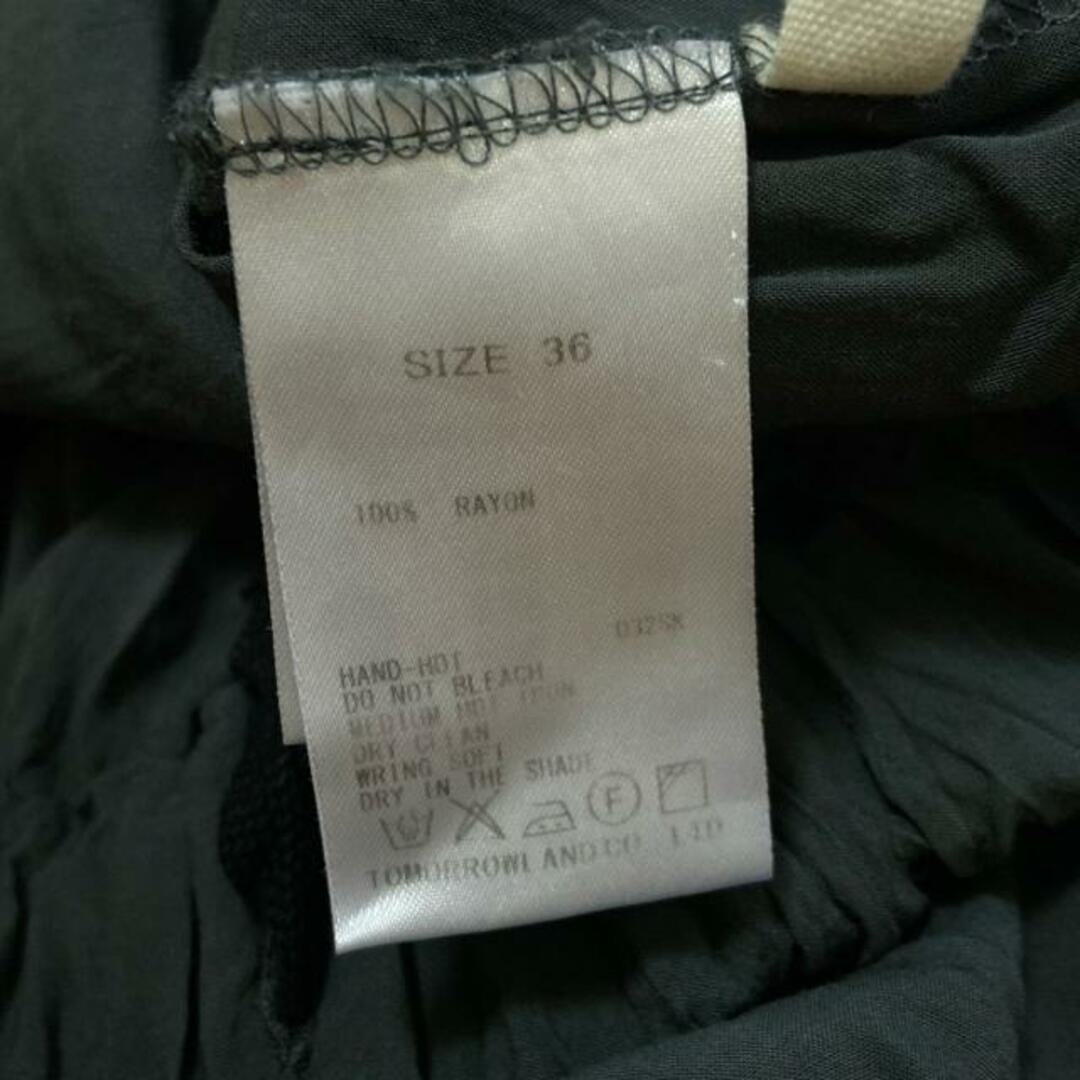 SIZE 36
100% RAYON
032SK
HAND-HOT
DO NOT BLEACH
MEDIUM HOT IRON
DRY CLEAN
WRING SOFT
DRY IN THE SHADE
F
TOMORROWLAND CO. LTD